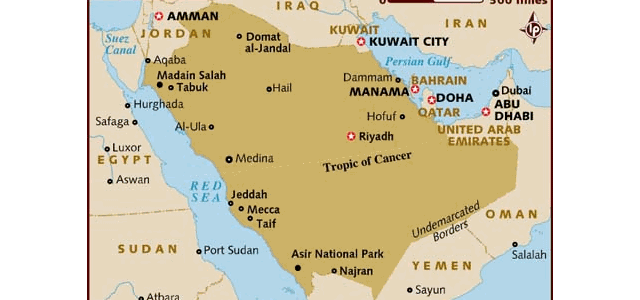 500 miles
IRAQ
IRAN
AMMAN
JORDAN
Suez
Canal
Domat
al-Jandal
KUWAIT
KUWAIT CITY
Persian Gulf
Aqaba
Madain Salah
Tabuk
Hail
Dammam
BAHRAIN
MANAMA
DOHA
QATAR
Dubai
ABU
DHABI
UNITED ARAB
EMIRATES
Hurghada
Safaga
Al-Ula
Hofuf
Riyadh
Luxor
EGYPT
Medina
Tropic of Cancer
Aswan
RED
SEA
Jeddah
Mecca
Taif
Undemarcated
Borders
OMAN
SUDAN
Port Sudan
Asir National Park
Najran
YEMEN
Salalah
Sayun
Atbara
lp